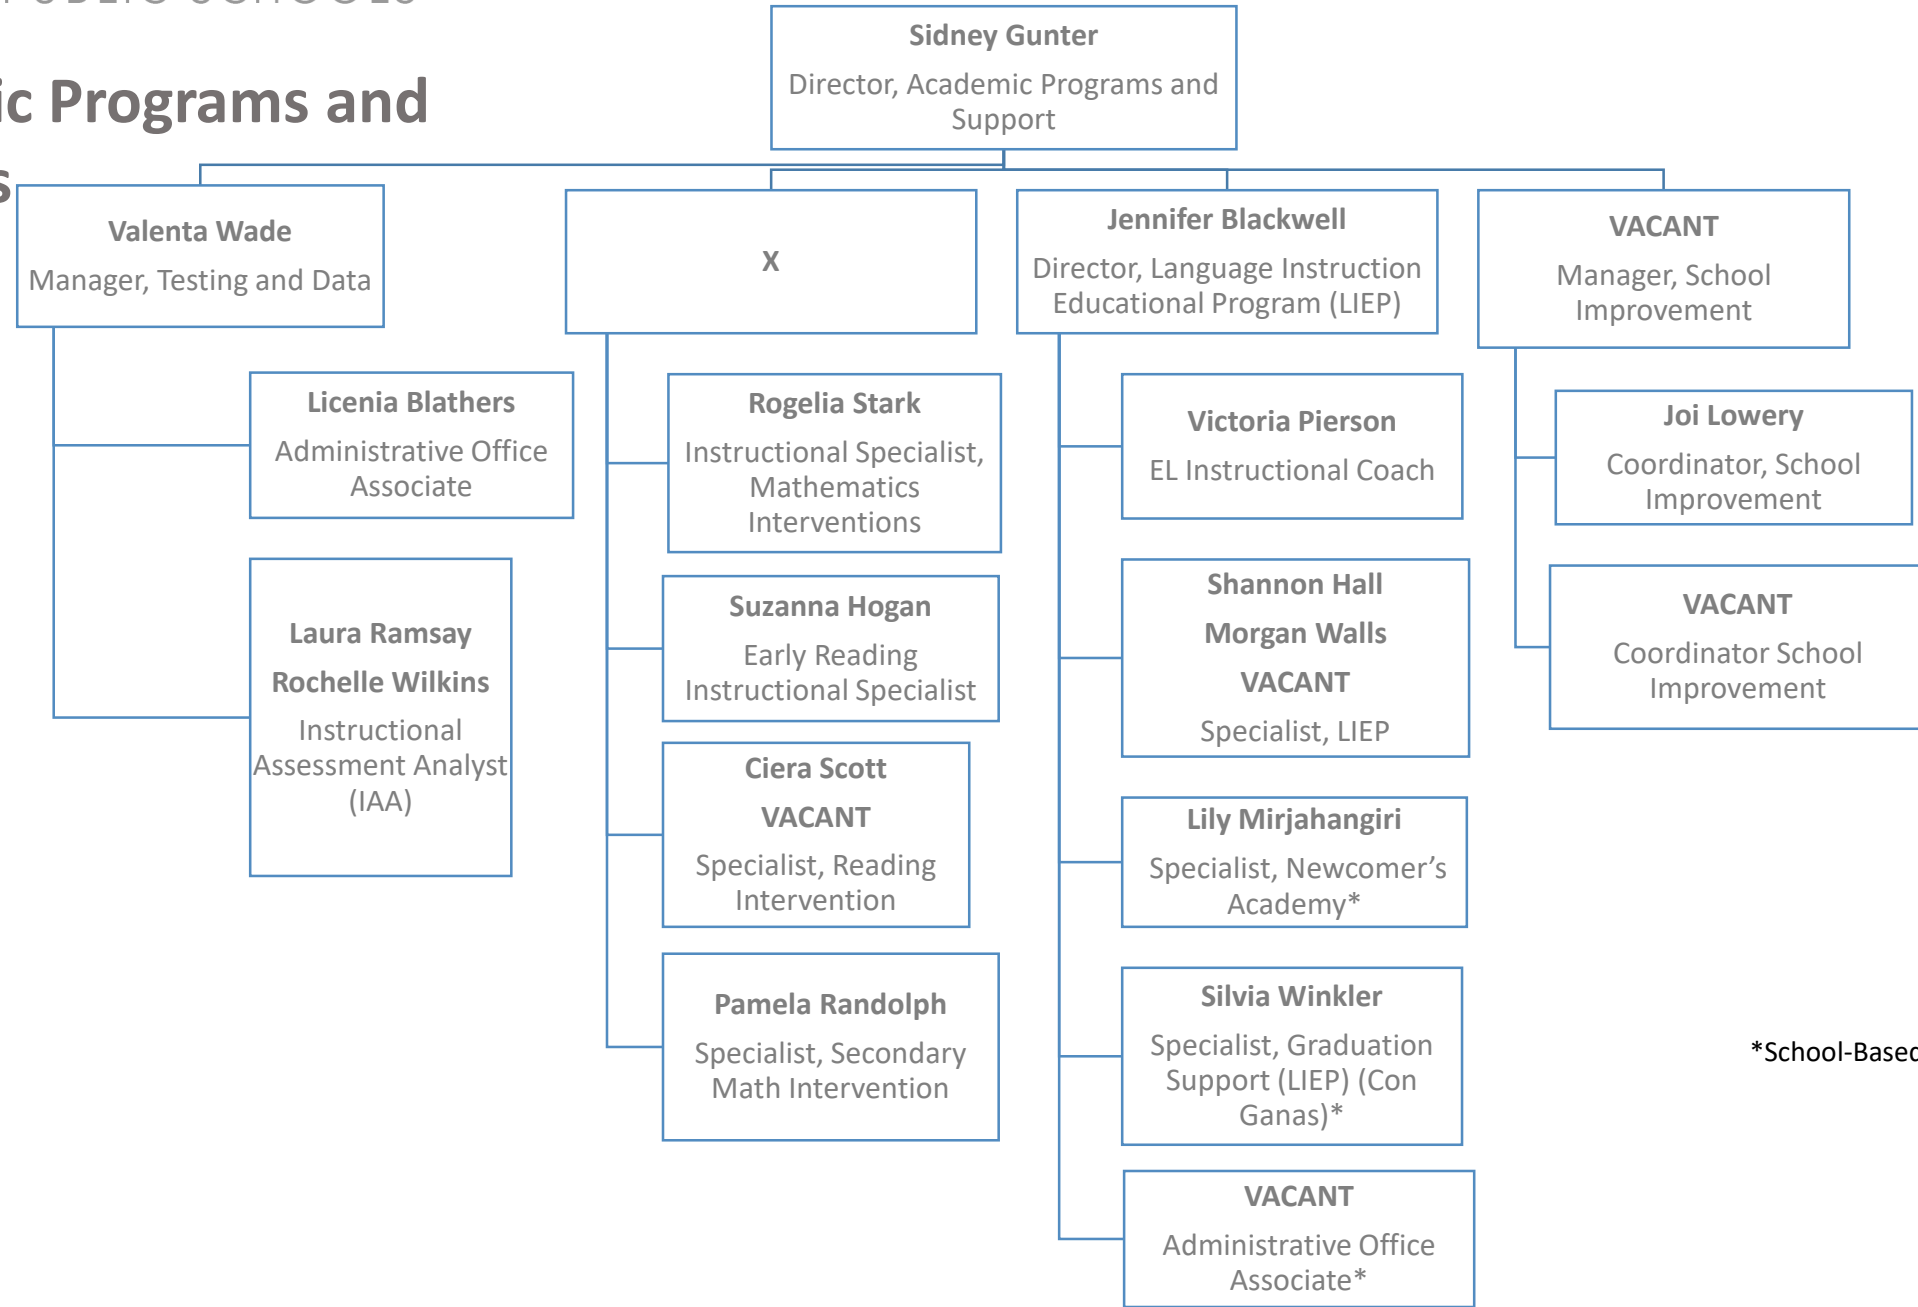 PUBLIC SCHOOLS
ic Programs and
s
Sidney Gunter
Director, Academic Programs and
Support
Valenta Wade
Manager, Testing and Data
Licenia Blathers
Administrative Office
Associate
Laura Ramsay
Rochelle Wilkins
Instructional
Assessment Analyst
(IAA)
X
Rogelia Stark
Instructional Specialist,
Mathematics
Interventions
Suzanna Hogan
Early Reading
Instructional Specialist
Ciera Scott
VACANT
Specialist, Reading
Intervention
Pamela Randolph
Specialist, Secondary
Math Intervention
Jennifer Blackwell
Director, Language Instruction
Educational Program (LIEP)
Victoria Pierson
EL Instructional Coach
Shannon Hall
Morgan Walls
VACANT
Specialist, LIEP
Lily Mirjahangiri
Specialist, Newcomer’s
Academy*
Silvia Winkler
Specialist, Graduation
Support (LIEP) (Con
Ganas)*
VACANT
Administrative Office
Associate*
VACANT
Manager, School
Improvement
Joi Lowery
Coordinator, School
Improvement
VACANT
Coordinator School
Improvement
*School-Based